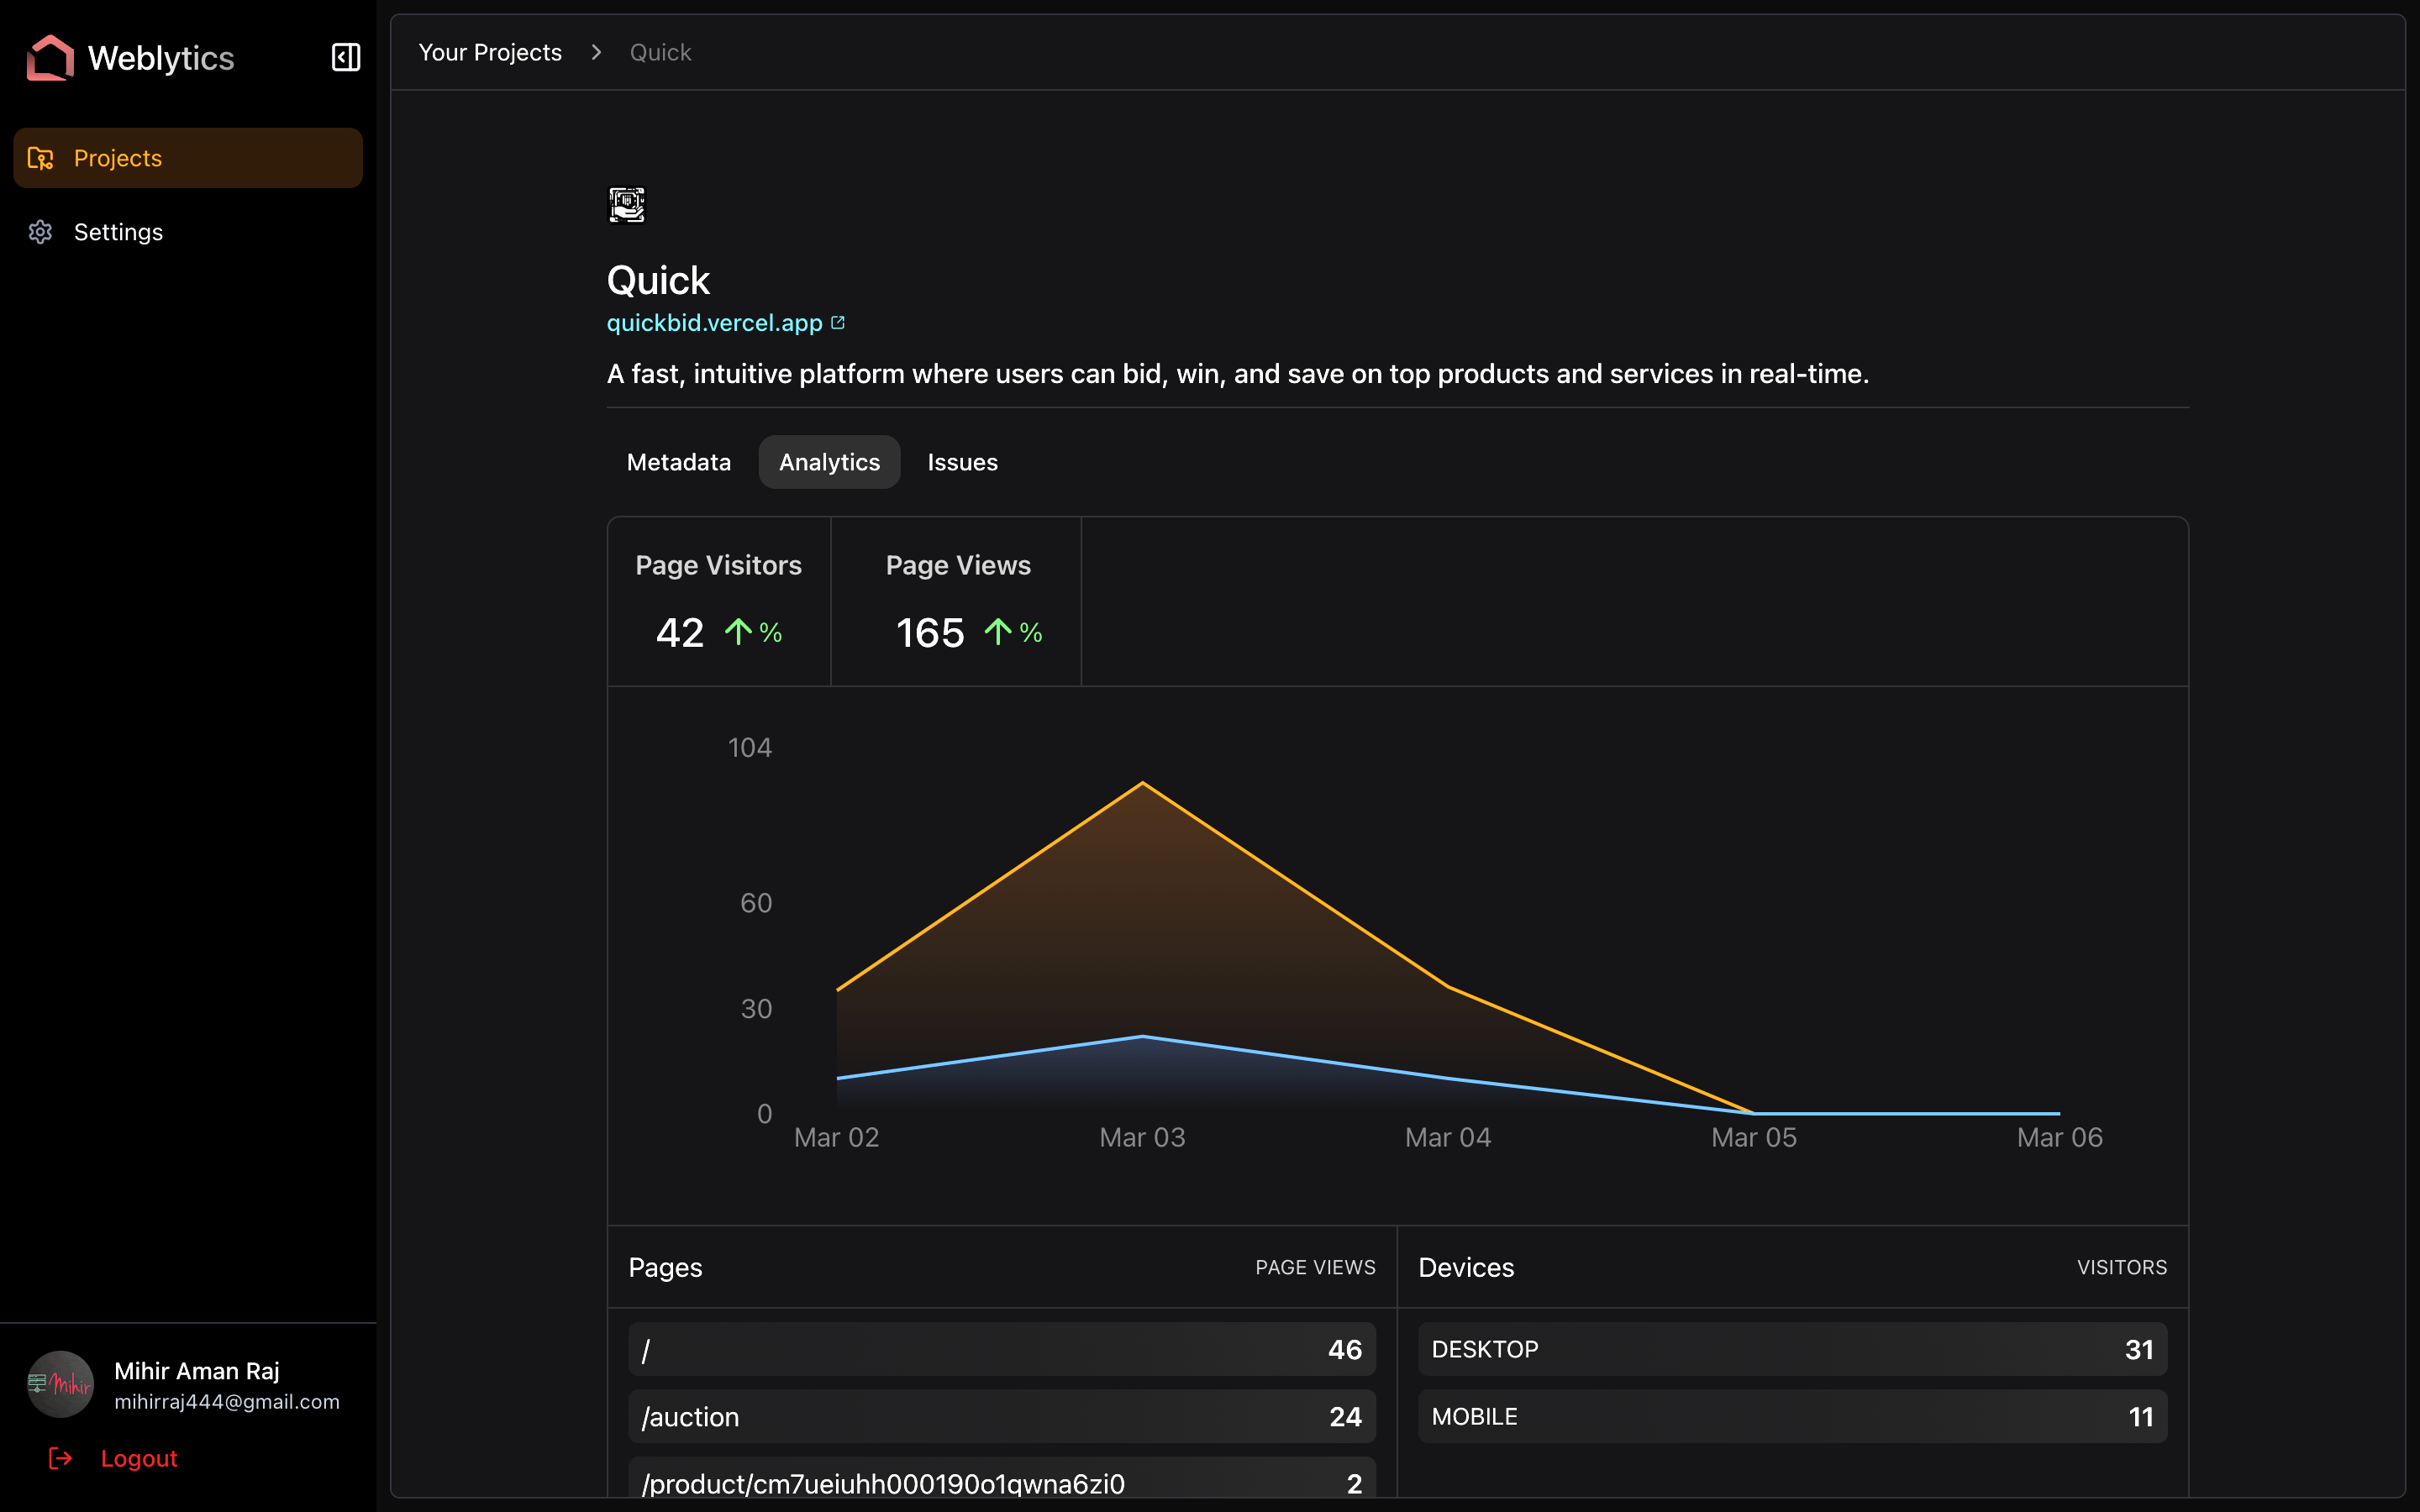 Weblytics
Projects
Settings
Your Projects > Quick
Quick
quickbid.vercel.app
A fast, intuitive platform where users can bid, win, and save on top products and services in real-time.
Metadata Analytics Issues
Page Visitors Page Views
42 ↑ % 165 ↑ %
104
60
30
0
Mar 02 Mar 03 Mar 04 Mar 05 Mar 06
Pages PAGE VIEWS
/ 46
/auction 24
/product/cm7ueiuhh000190o1qwna6zi0 2
Devices VISITORS
DESKTOP 31
MOBILE 11
Mihir
Mihir Aman Raj
mihirraj444@gmail.com
Logout